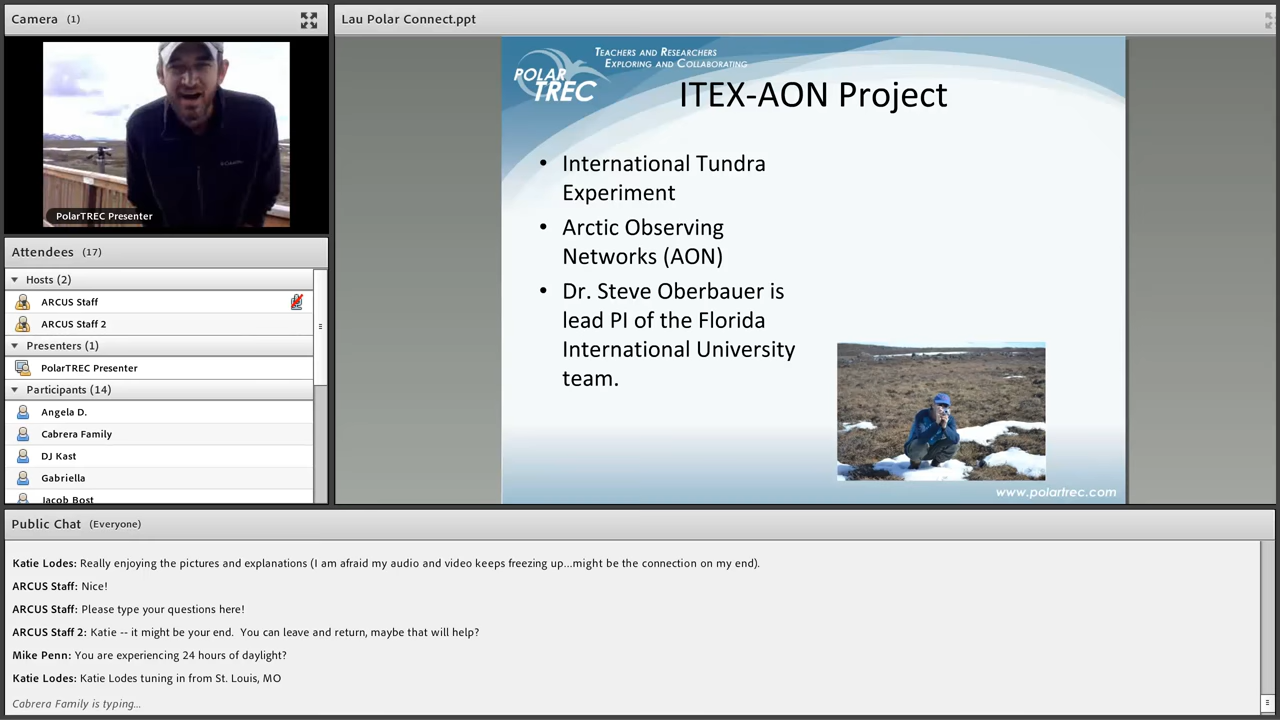 Camera (1)
PolarTREC Presenter
Attendees (17)
Hosts (2)
ARCUS Staff
ARCUS Staff 2
Presenters (1)
PolarTREC Presenter
Participants (14)
Angela D.
Cabrera Family
DJ Kast
Gabriella
Jacob Bost
Lau Polar Connect.ppt
TEACHERS AND RESEARCHERS
EXPLORING AND COLLABORATING
POLAR
TREC
ITEX-AON Project
• International Tundra
Experiment
• Arctic Observing
Networks (AON)
• Dr. Steve Oberbauer is
lead PI of the Florida
International University
team.
www.polartrec.com
Public Chat (Everyone)
Katie Lodes: Really enjoying the pictures and explanations (I am afraid my audio and video keeps freezing up...might be the connection on my end).
ARCUS Staff: Nice!
ARCUS Staff: Please type your questions here!
ARCUS Staff 2: Katie -- it might be your end. You can leave and return, maybe that will help?
Mike Penn: You are experiencing 24 hours of daylight?
Katie Lodes: Katie Lodes tuning in from St. Louis, MO
Cabrera Family is typing...